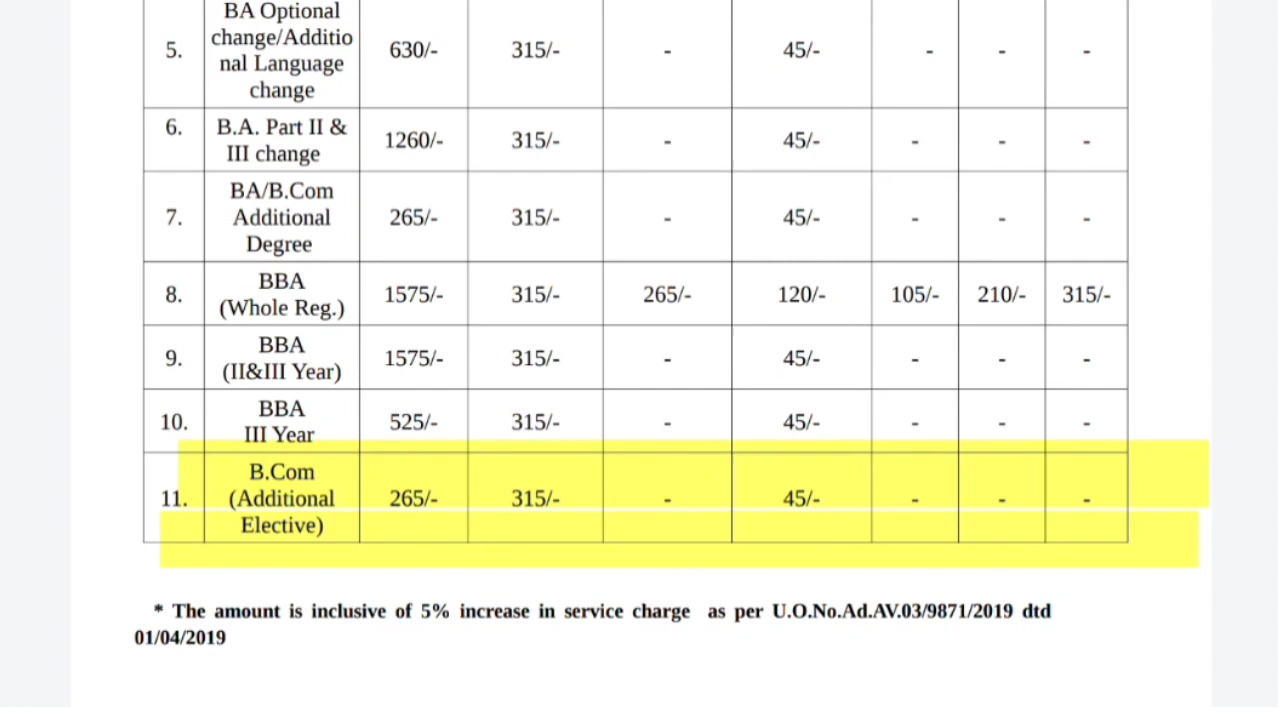 BA Optional
change/Additio
5. 630/- 315/- - 45/- - - -
nal Language
change
6. B.A. Part II &
1260/- 315/- - 45/- - - -
III change
BA/B.Com
7. Additional 265/- 315/- - 45/- - - -
Degree
BBA
8. 1575/- 315/- 265/- 120/- 105/- 210/- 315/-
(Whole Reg.)
BBA
9. 1575/- 315/- - 45/- - - -
(II&III Year)
BBA
10. 525/- 315/- - 45/- - - -
III Year
B.Com
11. (Additional 265/- 315/- - 45/- - - -
Elective)
* The amount is inclusive of 5% increase in service charge as per U.O.No.Ad.AV.03/9871/2019 dtd
01/04/2019